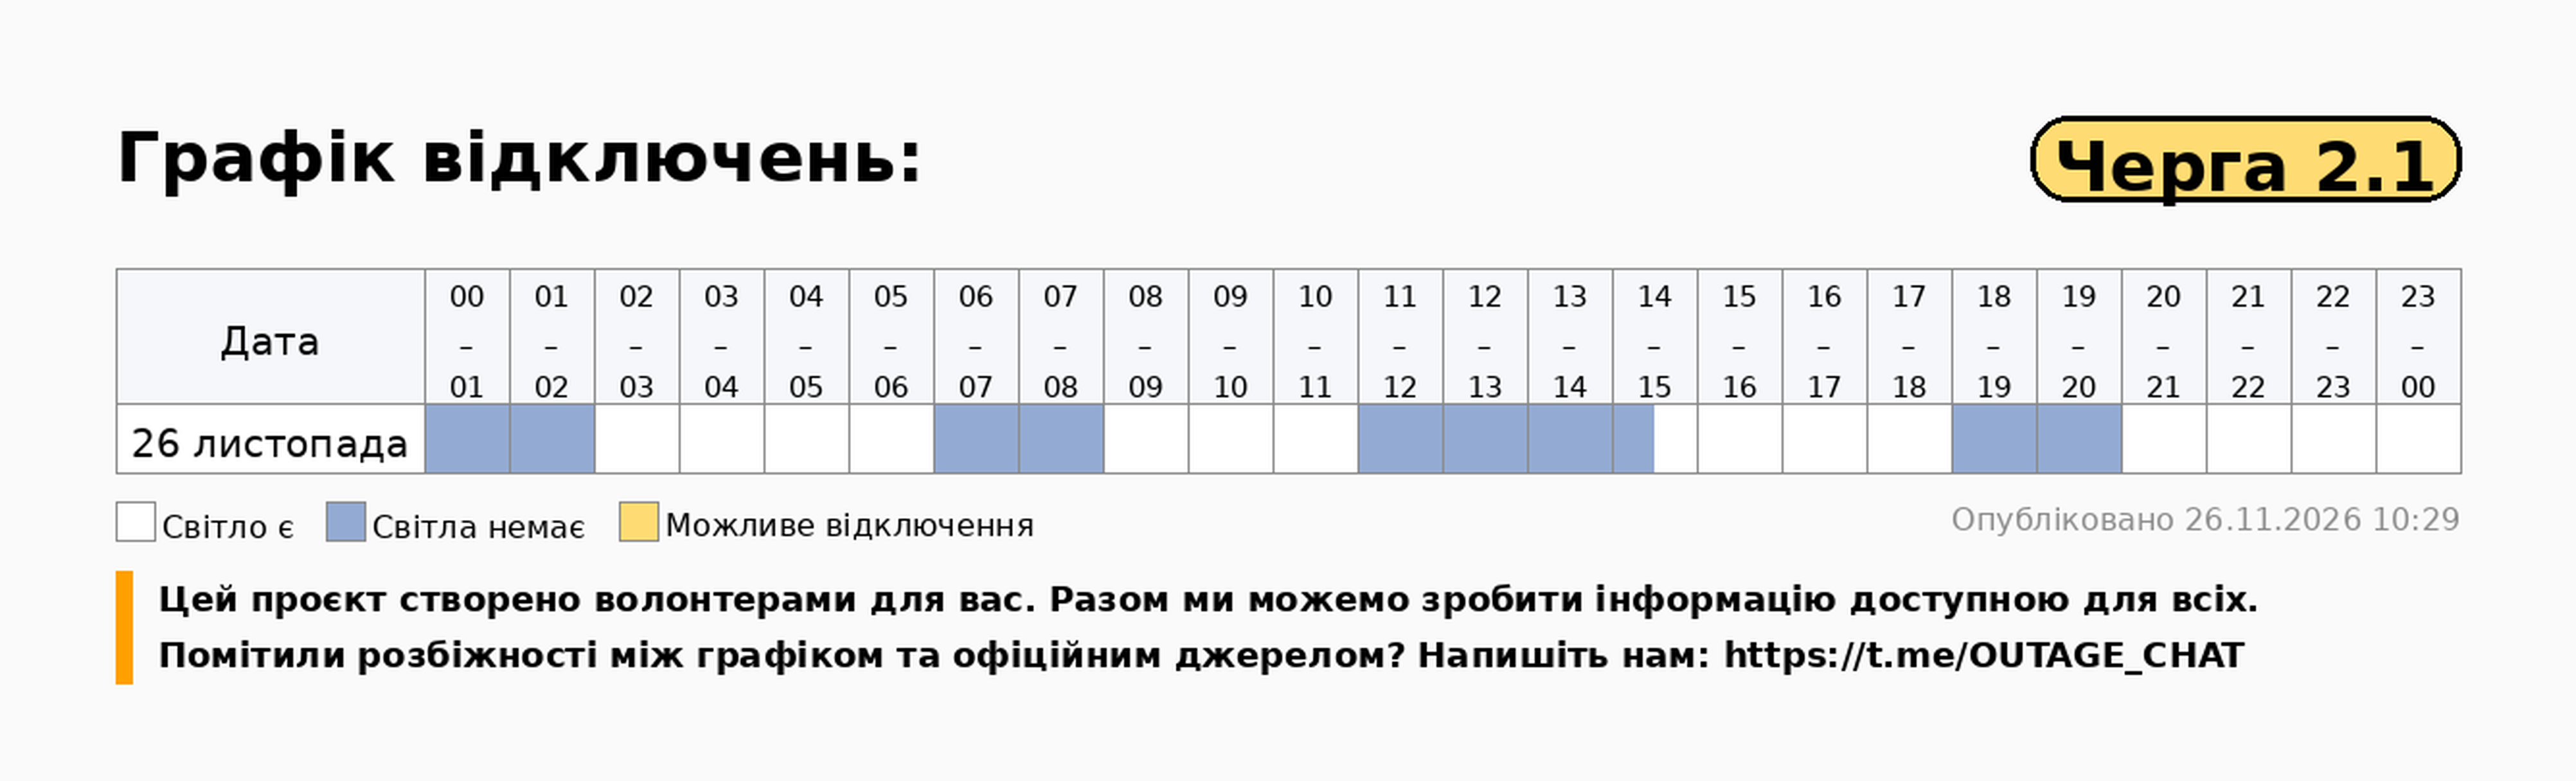 Графік відключень:
Черга 2.1
Дата
00 – 01
01 – 02
02 – 03
03 – 04
04 – 05
05 – 06
06 – 07
07 – 08
08 – 09
09 – 10
10 – 11
11 – 12
12 – 13
13 – 14
14 – 15
15 – 16
16 – 17
17 – 18
18 – 19
19 – 20
20 – 21
21 – 22
22 – 23
23 – 00
26 листопада
Світло є
Світла немає
Можливе відключення
Опубліковано 26.11.2026 10:29
Цей проєкт створено волонтерами для вас. Разом ми можемо зробити інформацію доступною для всіх.
Помітили розбіжності між графіком та офіційним джерелом? Напишіть нам: https://t.me/OUTAGE_CHAT